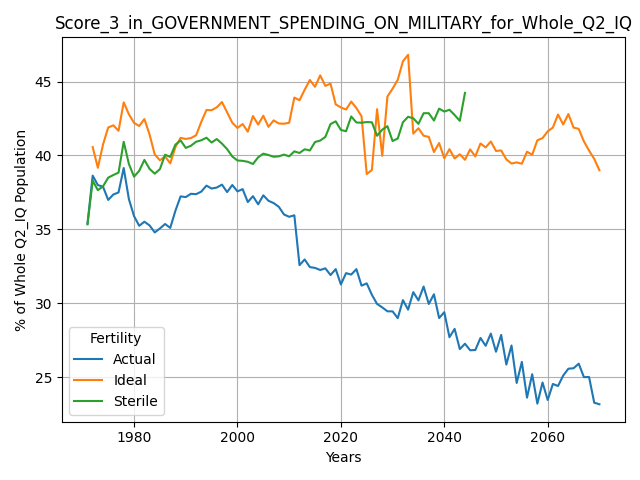 Score_3_in_GOVERNMENT_SPENDING_ON_MILITARY_for_Whole_Q2_IQ
% of Whole Q2_IQ Population
45
40
35
30
25
Fertility
Actual
Ideal
Sterile
1980
2000
2020
2040
2060
Years